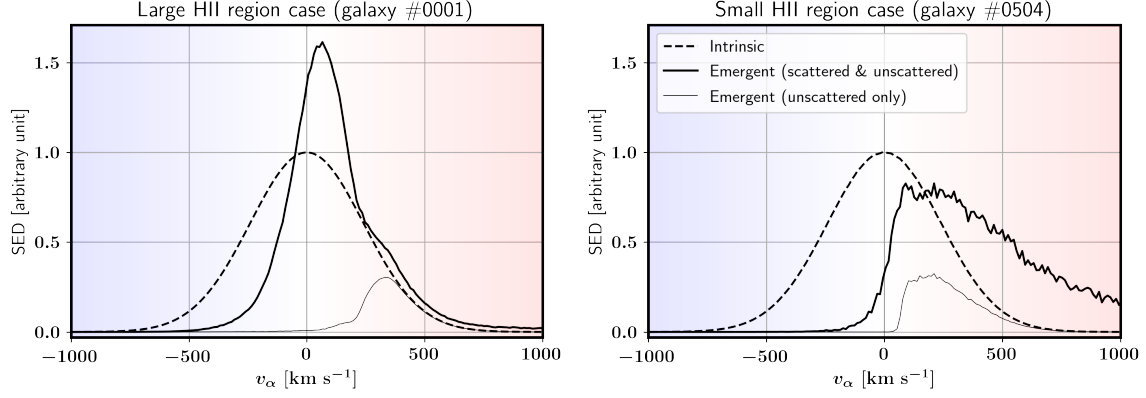 Large HII region case (galaxy #0001)
SED [arbitrary unit]
1.5
1.0
0.5
0.0
−1000 −500 0 500 1000
vα [km s⁻¹]
Small HII region case (galaxy #0504)
Intrinsic
Emergent (scattered & unscattered)
Emergent (unscattered only)
SED [arbitrary unit]
1.5
1.0
0.5
0.0
−1000 −500 0 500 1000
vα [km s⁻¹]